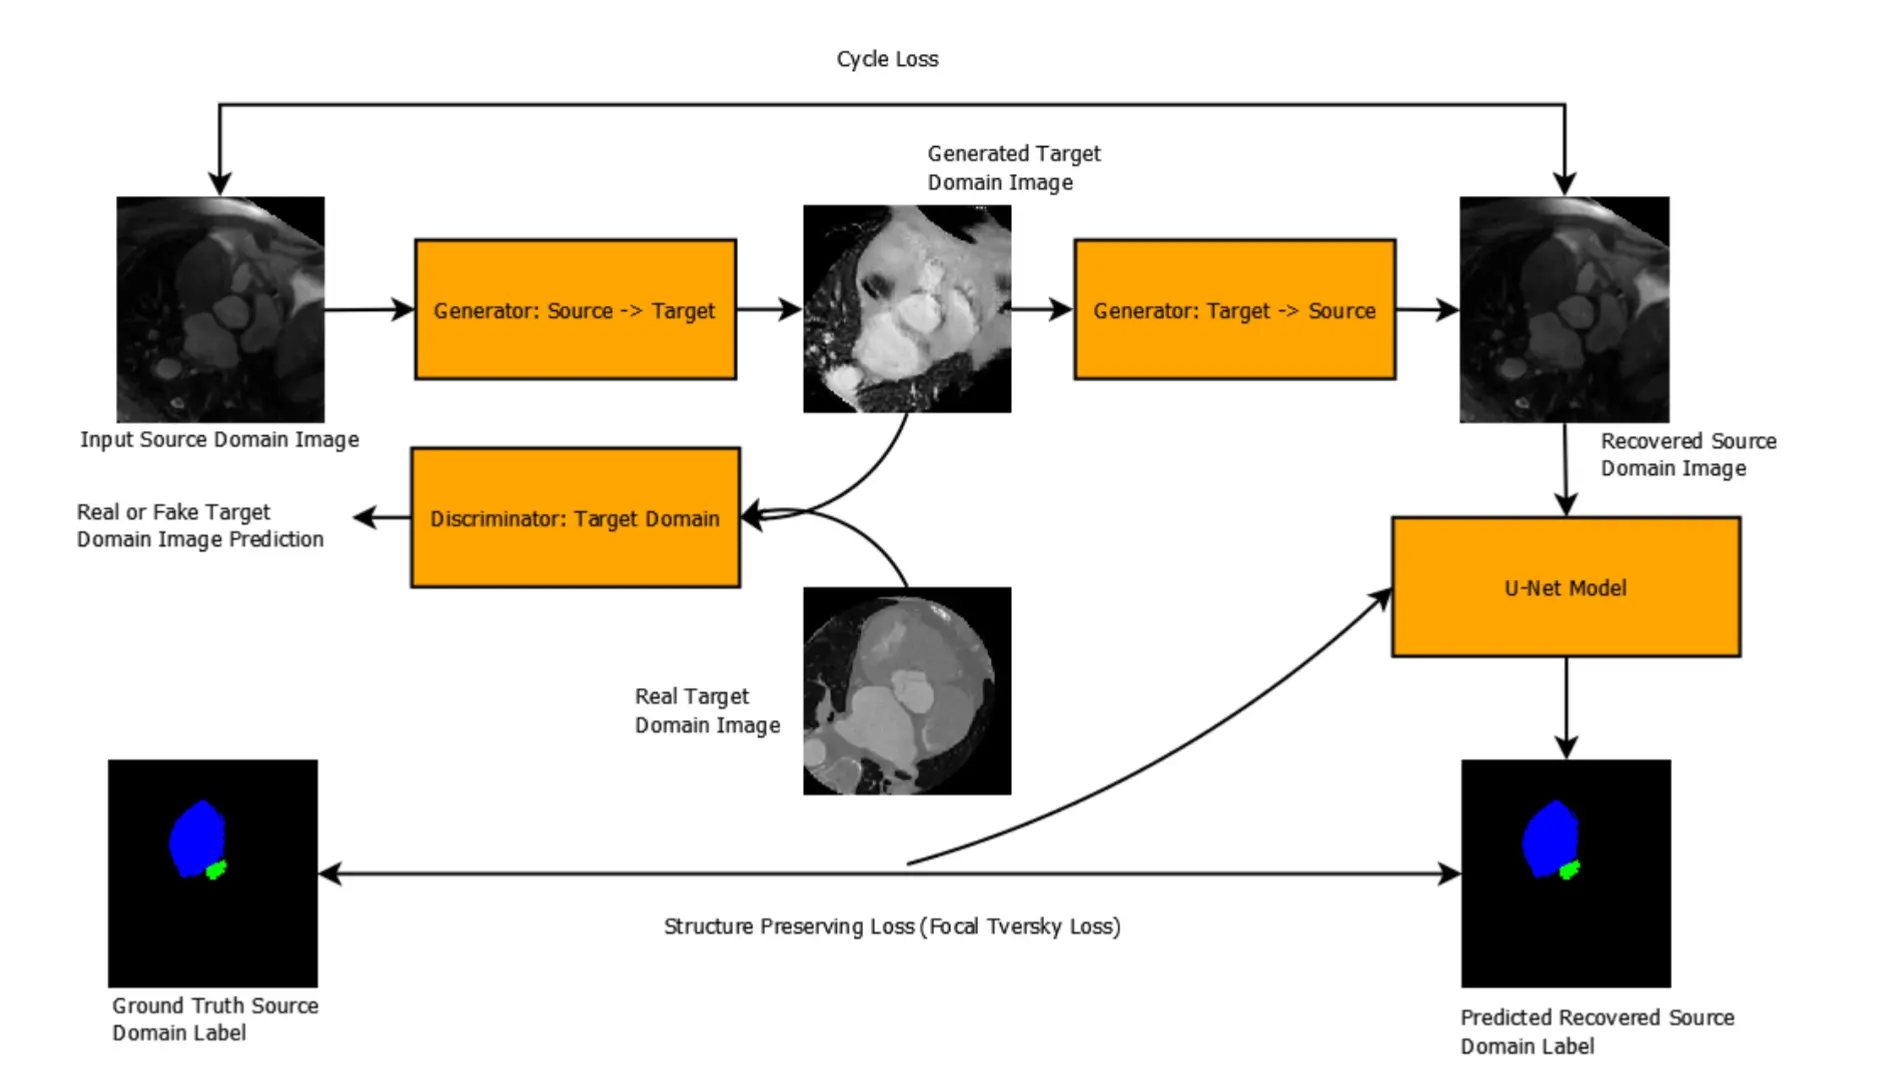 Cycle Loss
Generated Target
Domain Image
Generator: Source -> Target
Generator: Target -> Source
Input Source Domain Image
Recovered Source
Domain Image
Real or Fake Target
Domain Image Prediction
Discriminator: Target Domain
U-Net Model
Real Target
Domain Image
Structure Preserving Loss (Focal Tversky Loss)
Ground Truth Source
Domain Label
Predicted Recovered Source
Domain Label